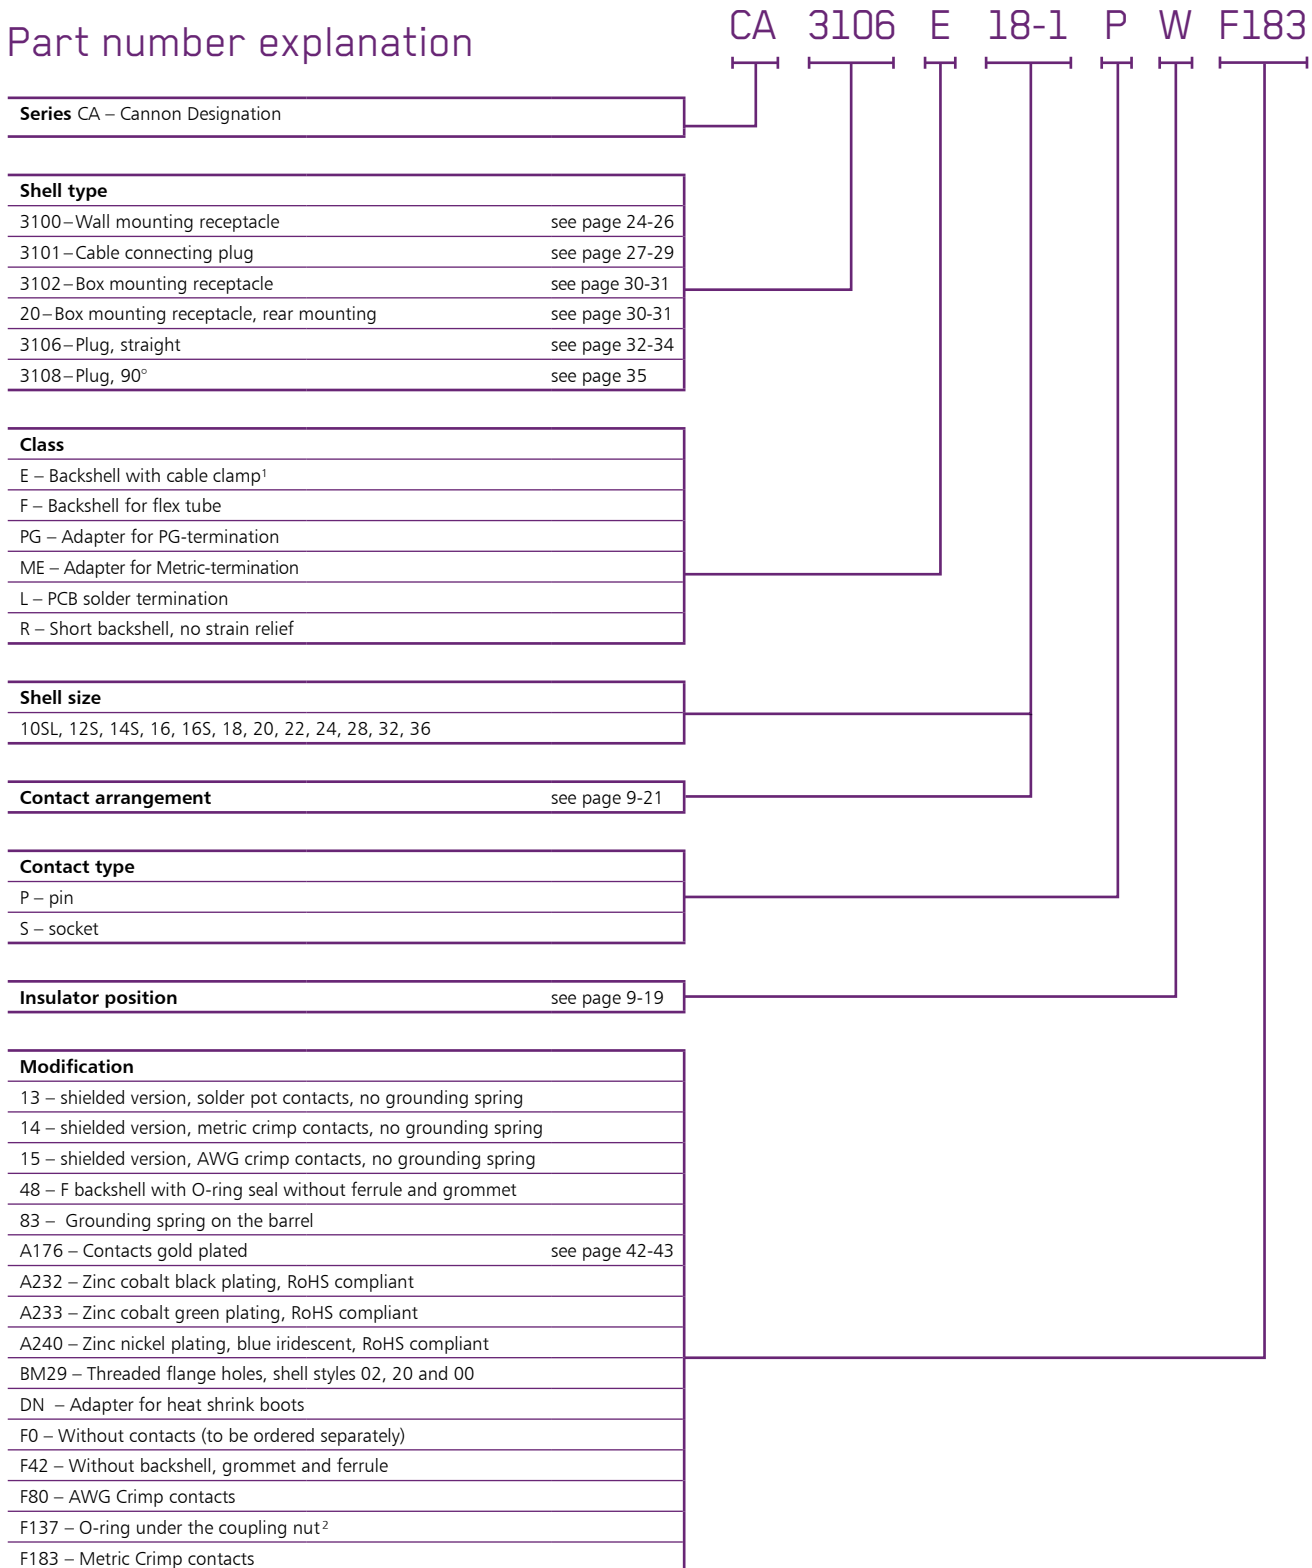 Part number explanation
CA 3106 E 18-1 P W F183
Series CA – Cannon Designation
Shell type
3100–Wall mounting receptacle see page 24-26
3101–Cable connecting plug see page 27-29
3102–Box mounting receptacle see page 30-31
20–Box mounting receptacle, rear mounting see page 30-31
3106–Plug, straight see page 32-34
3108–Plug, 90° see page 35
Class
E – Backshell with cable clamp¹
F – Backshell for flex tube
PG – Adapter for PG-termination
ME – Adapter for Metric-termination
L – PCB solder termination
R – Short backshell, no strain relief
Shell size
10SL, 12S, 14S, 16, 16S, 18, 20, 22, 24, 28, 32, 36
Contact arrangement see page 9-21
Contact type
P – pin
S – socket
Insulator position see page 9-19
Modification
13 – shielded version, solder pot contacts, no grounding spring
14 – shielded version, metric crimp contacts, no grounding spring
15 – shielded version, AWG crimp contacts, no grounding spring
48 – F backshell with O-ring seal without ferrule and grommet
83 – Grounding spring on the barrel
A176 – Contacts gold plated see page 42-43
A232 – Zinc cobalt black plating, RoHS compliant
A233 – Zinc cobalt green plating, RoHS compliant
A240 – Zinc nickel plating, blue iridescent, RoHS compliant
BM29 – Threaded flange holes, shell styles 02, 20 and 00
DN – Adapter for heat shrink boots
F0 – Without contacts (to be ordered separately)
F42 – Without backshell, grommet and ferrule
F80 – AWG Crimp contacts
F137 – O-ring under the coupling nut²
F183 – Metric Crimp contacts